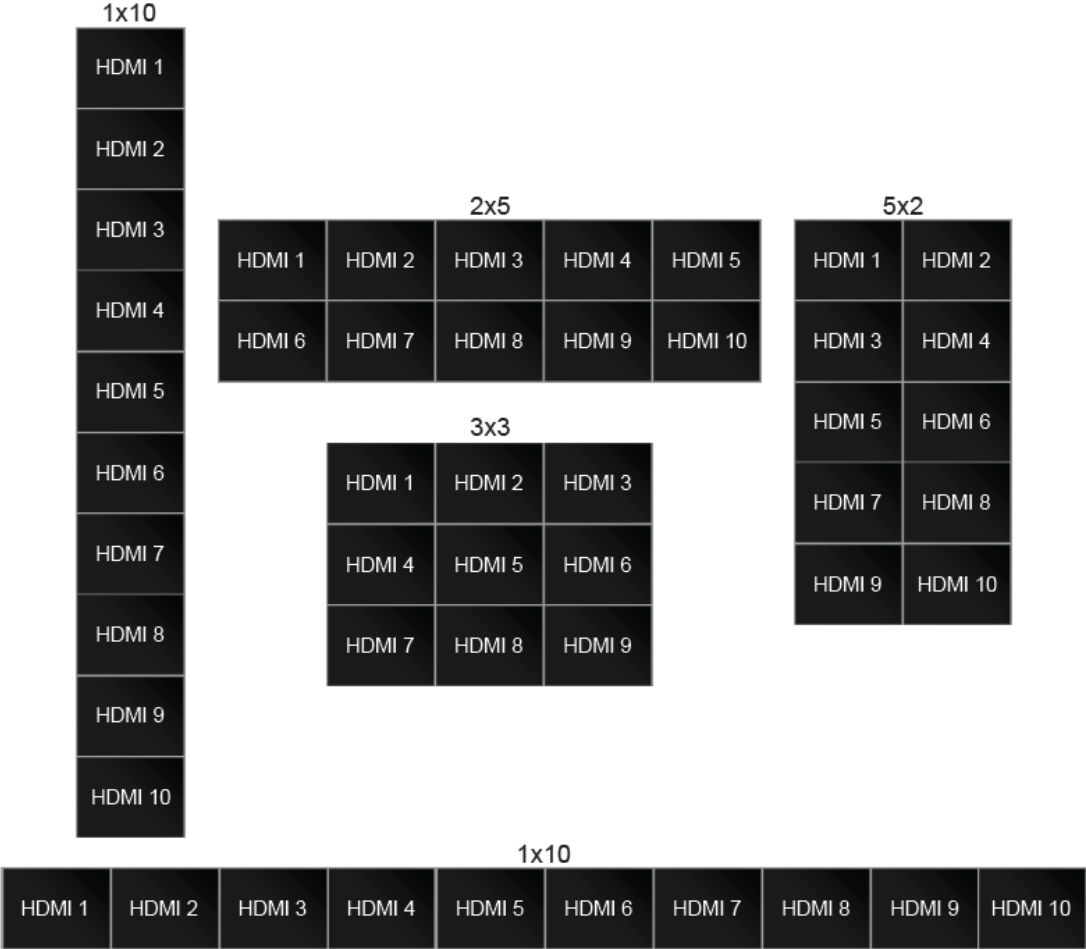 1x10
HDMI 1
HDMI 2
HDMI 3
HDMI 4
HDMI 5
HDMI 6
HDMI 7
HDMI 8
HDMI 9
HDMI 10
2x5
HDMI 1 HDMI 2 HDMI 3 HDMI 4 HDMI 5
HDMI 6 HDMI 7 HDMI 8 HDMI 9 HDMI 10
3x3
HDMI 1 HDMI 2 HDMI 3
HDMI 4 HDMI 5 HDMI 6
HDMI 7 HDMI 8 HDMI 9
5x2
HDMI 1 HDMI 2
HDMI 3 HDMI 4
HDMI 5 HDMI 6
HDMI 7 HDMI 8
HDMI 9 HDMI 10
1x10
HDMI 1 HDMI 2 HDMI 3 HDMI 4 HDMI 5 HDMI 6 HDMI 7 HDMI 8 HDMI 9 HDMI 10